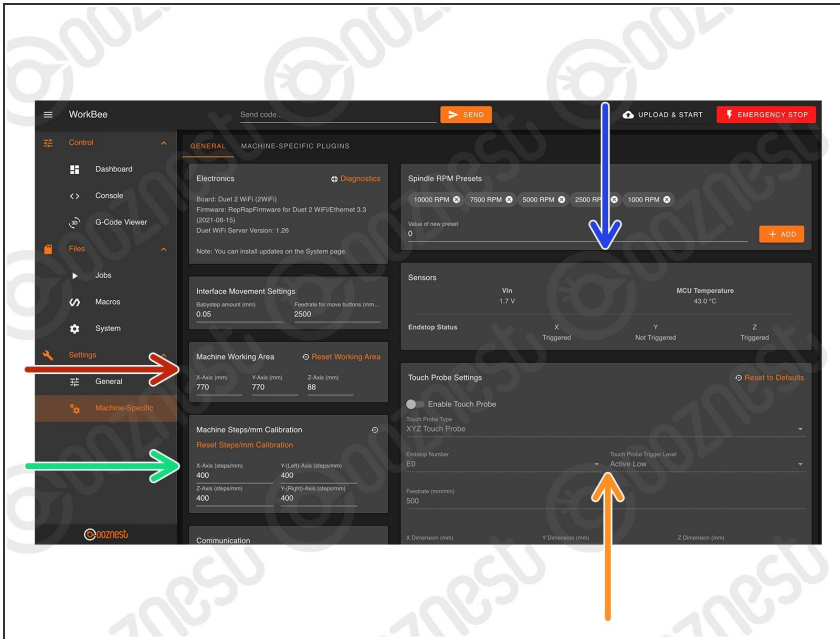 WorkBee
Send code...
SEND
UPLOAD & START
EMERGENCY STOP
Control
Dashboard
Console
G-Code Viewer
Files
Jobs
Macros
System
Settings
General
Machine-Specific
ooznest
GENERAL
MACHINE-SPECIFIC PLUGINS
Electronics
Diagnostics
Board: Duet 2 WiFi (2WiFi)
Firmware: RepRapFirmware for Duet 2 WiFi/Ethernet 3.3
(2021-06-15)
Duet WiFi Server Version: 1.26
Note: You can install updates on the System page.
Interface Movement Settings
Babystep amount (mm) Feedrate for move buttons (mm...
0.05 2500
Machine Working Area
Reset Working Area
X-Axis (mm) Y-Axis (mm) Z-Axis (mm)
770 770 88
Machine Steps/mm Calibration
Reset Steps/mm Calibration
X-Axis (steps/mm) Y-(Left)-Axis (steps/mm)
400 400
Z-Axis (steps/mm) Y-(Right)-Axis (steps/mm)
400 400
Communication
Spindle RPM Presets
10000 RPM 7500 RPM 5000 RPM 2500 1000 RPM
Value of new preset
0
+ ADD
Sensors
Vin MCU Temperature
1.7 V 43.0 °C
Endstop Status X Y Z
Triggered Not Triggered Triggered
Touch Probe Settings
Reset to Defaults
Enable Touch Probe
Touch Probe Type
XYZ Touch Probe
Endstop Number Touch Probe Trigger Level
E0 Active Low
Feedrate (mm/min)
500
X Dimension (mm) Y Dimension (mm) Z Dimension (mm)